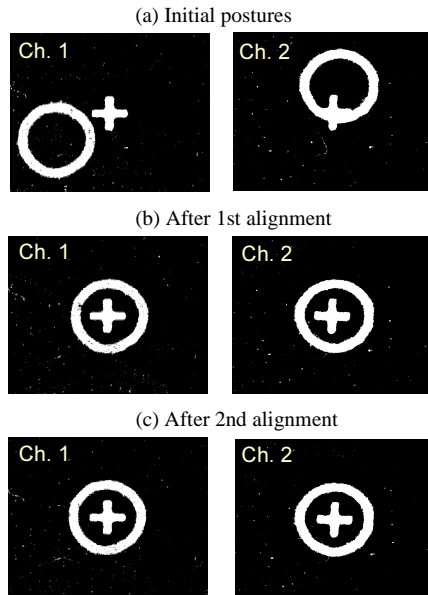 (a) Initial postures
Ch. 1
Ch. 2
(b) After 1st alignment
Ch. 1
Ch. 2
(c) After 2nd alignment
Ch. 1
Ch. 2